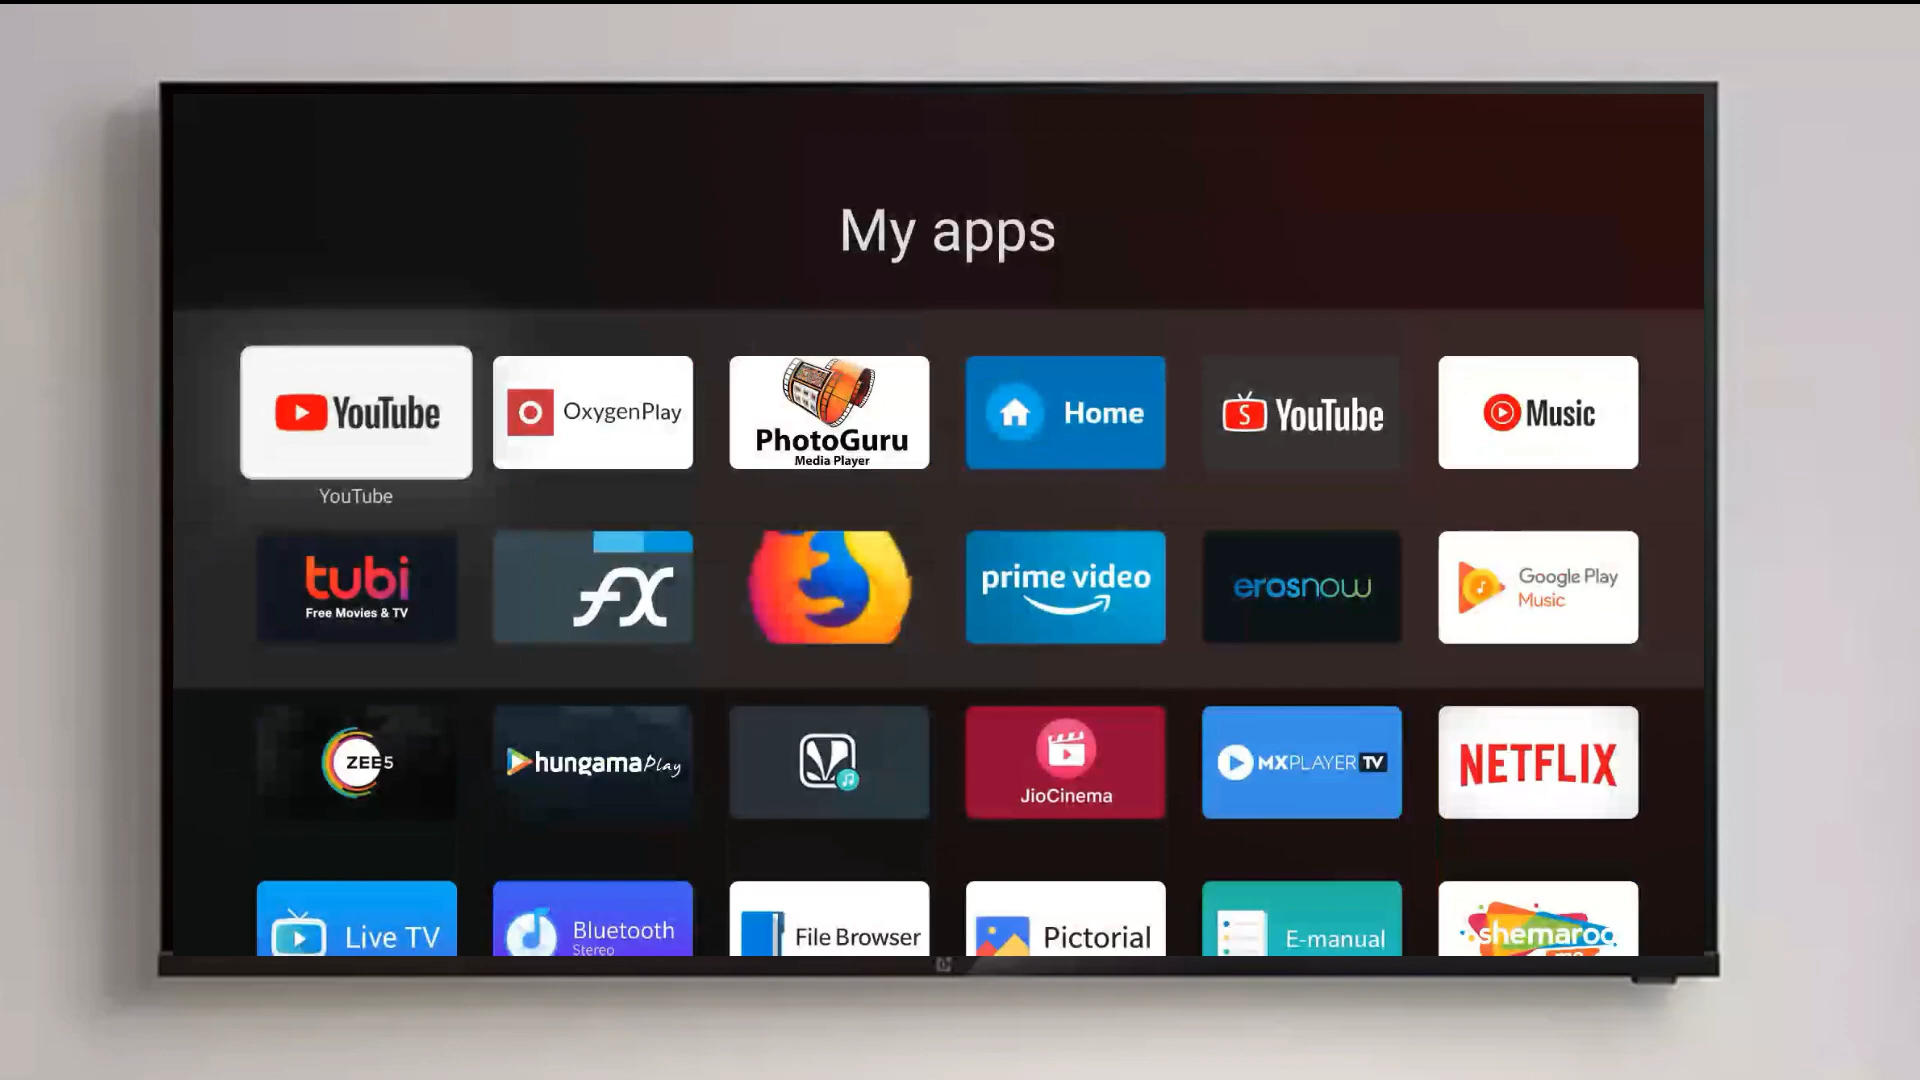 My apps
YouTube
OxygenPlay
PhotoGuru
Media Player
Home
S YouTube
Music
YouTube
tubi
Free Movies & TV
fX
prime video
erosnow
Google Play
Music
ZEE5
hungama Play
JioCinema
MXPLAYER TV
NETFLIX
Live TV
Bluetooth
Stereo
File Browser
Pictorial
E-manual
shemaroo